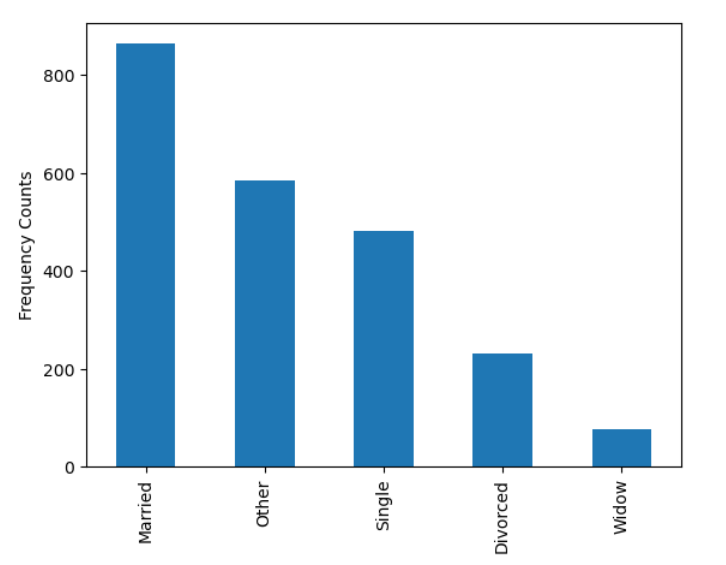 800
600
400
200
0
Frequency Counts
Married
Other
Single
Divorced
Widow